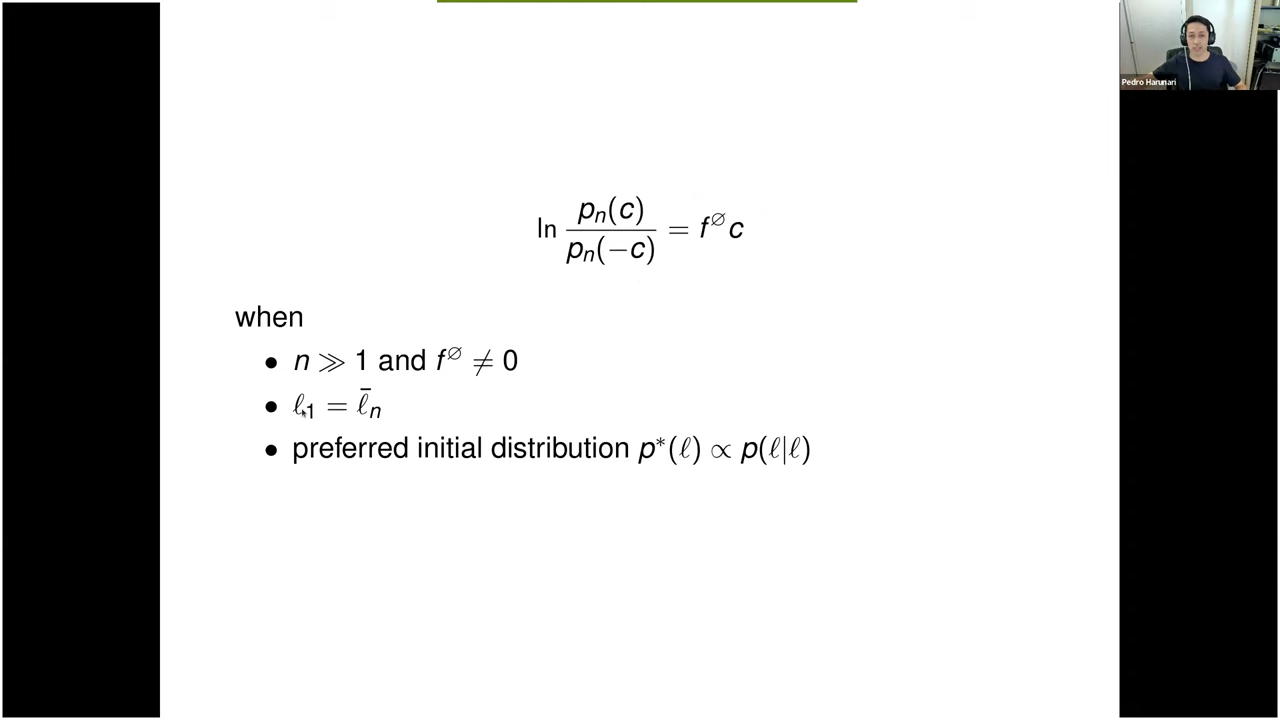 Pedro Harunari
ln pₙ(c) / pₙ(−c) = f^∅ c
when
• n ≫ 1 and f^∅ ≠ 0
• ℓ₁ = ℓ̄ₙ
• preferred initial distribution p*(ℓ) ∝ p(ℓ|ℓ)